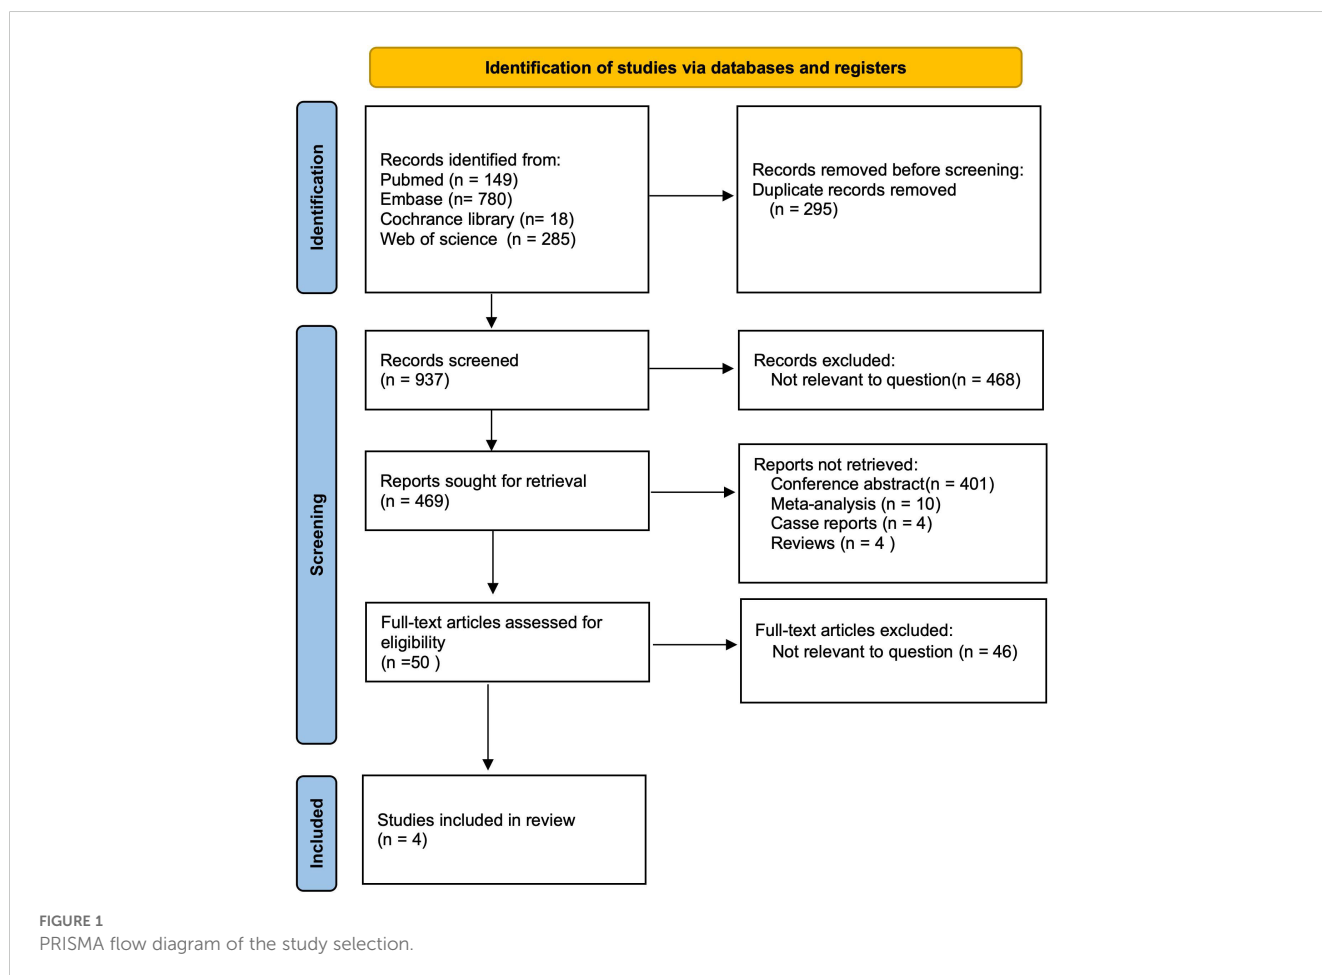 Identification of studies via databases and registers
Identification
Records identified from:
Pubmed (n = 149)
Embase (n= 780)
Cochrance library (n= 18)
Web of science (n = 285)
Records removed before screening:
Duplicate records removed
(n = 295)
Screening
Records screened
(n = 937)
Records excluded:
Not relevant to question(n = 468)
Reports sought for retrieval
(n = 469)
Reports not retrieved:
Conference abstract(n = 401)
Meta-analysis (n = 10)
Casse reports (n = 4)
Reviews (n = 4 )
Full-text articles assessed for
eligibility
(n =50 )
Full-text articles excluded:
Not relevant to question (n = 46)
Included
Studies included in review
(n = 4)
FIGURE 1
PRISMA flow diagram of the study selection.